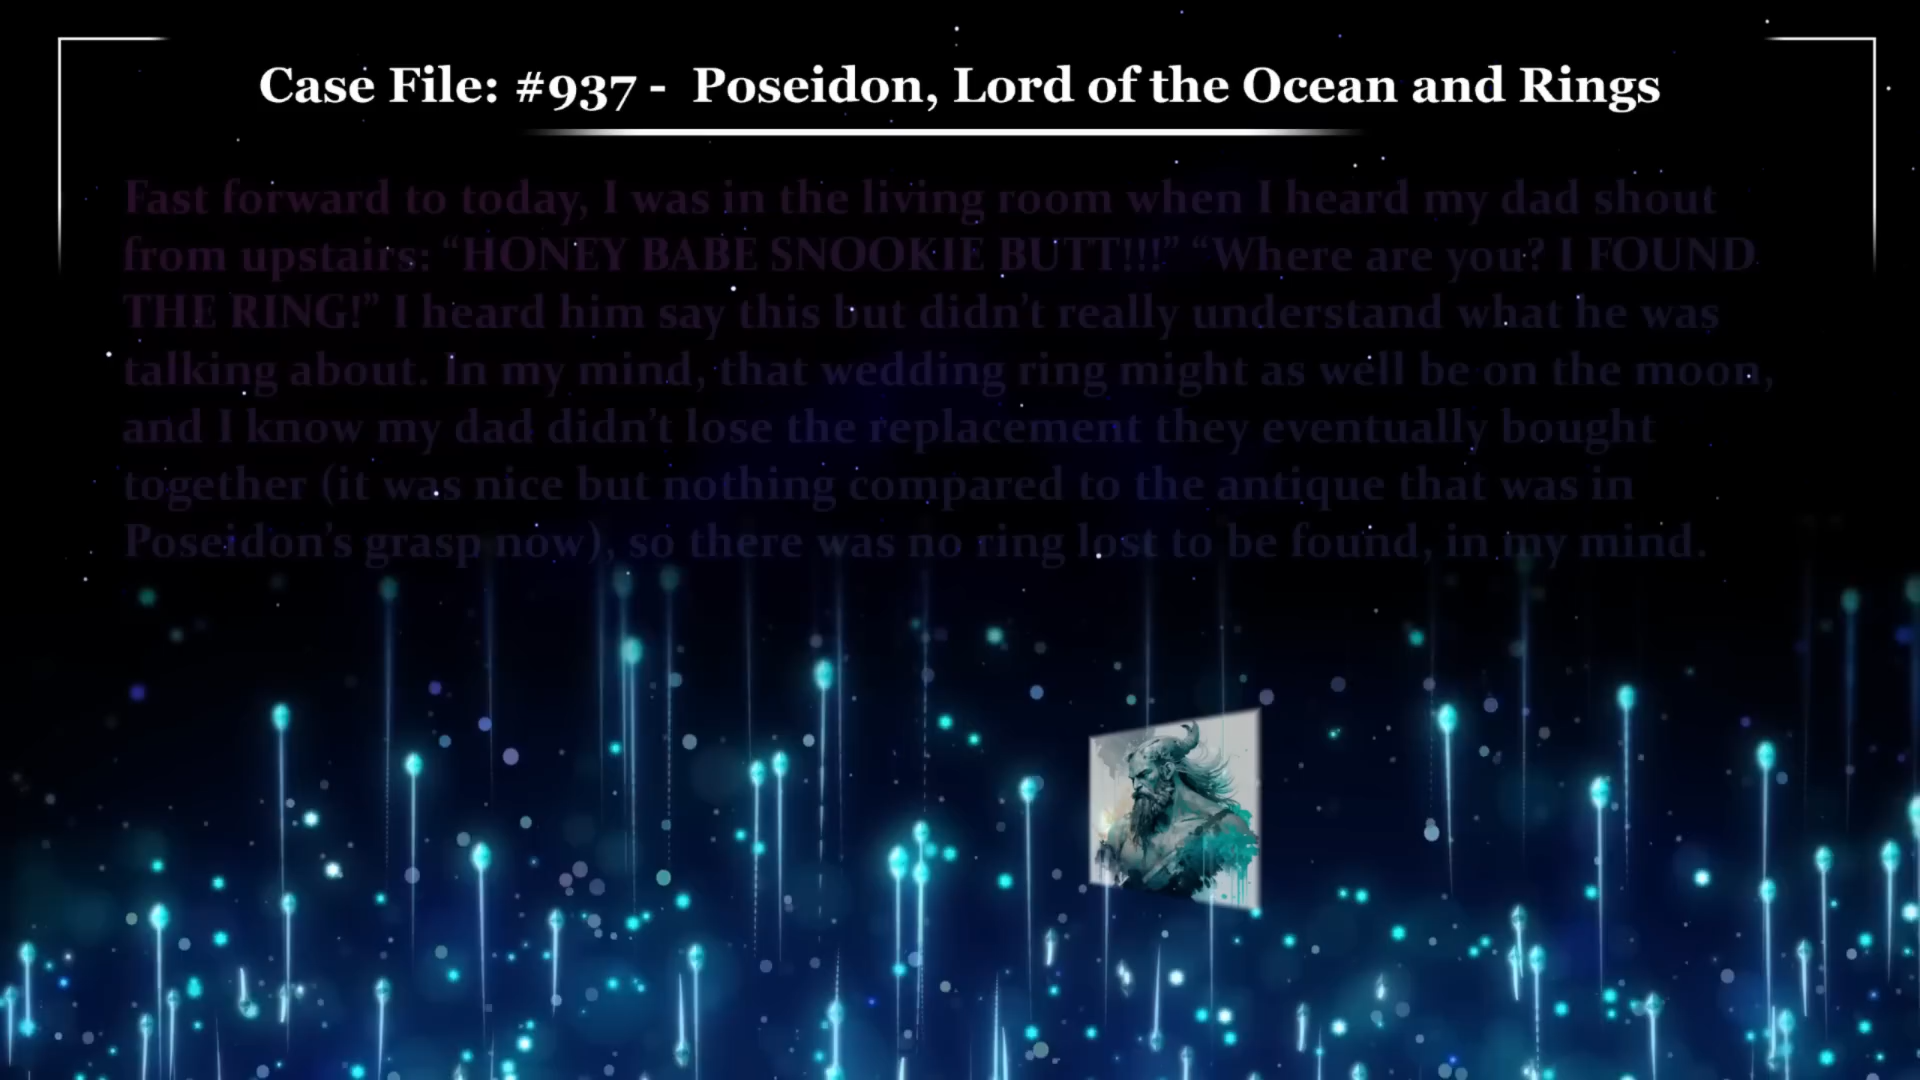 Case File: #937 - Poseidon, Lord of the Ocean and Rings
Fast forward to today, I was in the living room when I heard my dad shout
from upstairs: “HONEY BABE SNOOKIE BUTT!!!” “Where are you? I FOUND
THE RING!” I heard him say this but didn’t really understand what he was
talking about. In my mind, that wedding ring might as well be on the moon,
and I know my dad didn’t lose the replacement they eventually bought
together (it was nice but nothing compared to the antique that was in
Poseidon’s grasp now), so there was no ring lost to be found, in my mind.